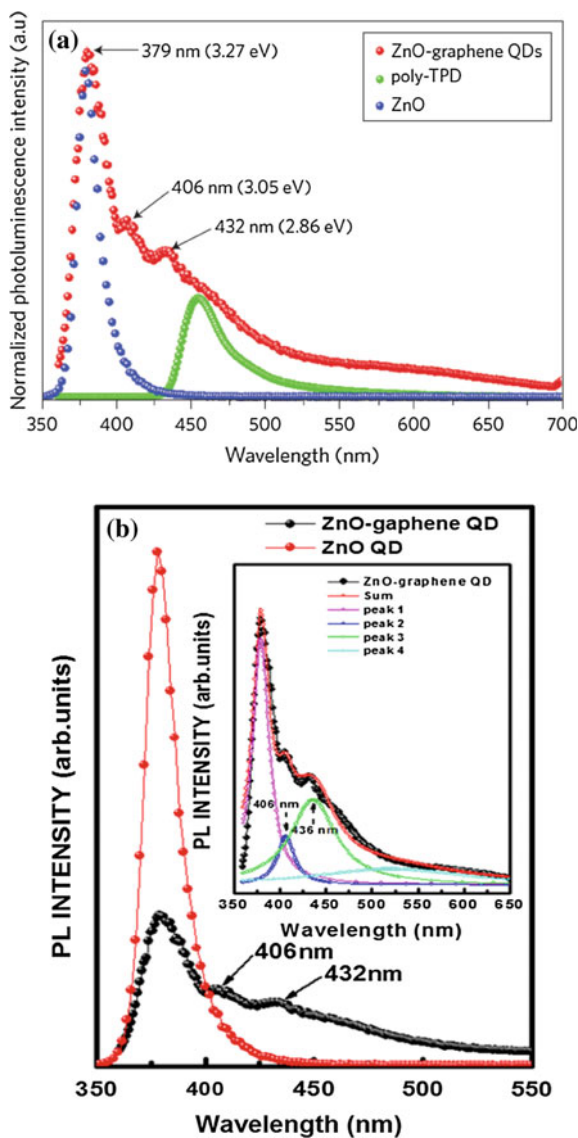 (a)
379 nm (3.27 eV)
ZnO-graphene QDs
poly-TPD
ZnO
406 nm (3.05 eV)
432 nm (2.86 eV)
Normalized photoluminescence intensity (a.u)
350 400 450 500 550 600 650 700
Wavelength (nm)
(b)
ZnO-gaphene QD
ZnO QD
ZnO-graphene QD
Sum
peak 1
peak 2
peak 3
peak 4
PL INTENSITY (arb.units)
406 nm
436 nm
350 400 450 500 550 600 650
Wavelength (nm)
406nm
432nm
PL INTENSITY (arb.units)
350 400 450 500 550
Wavelength (nm)